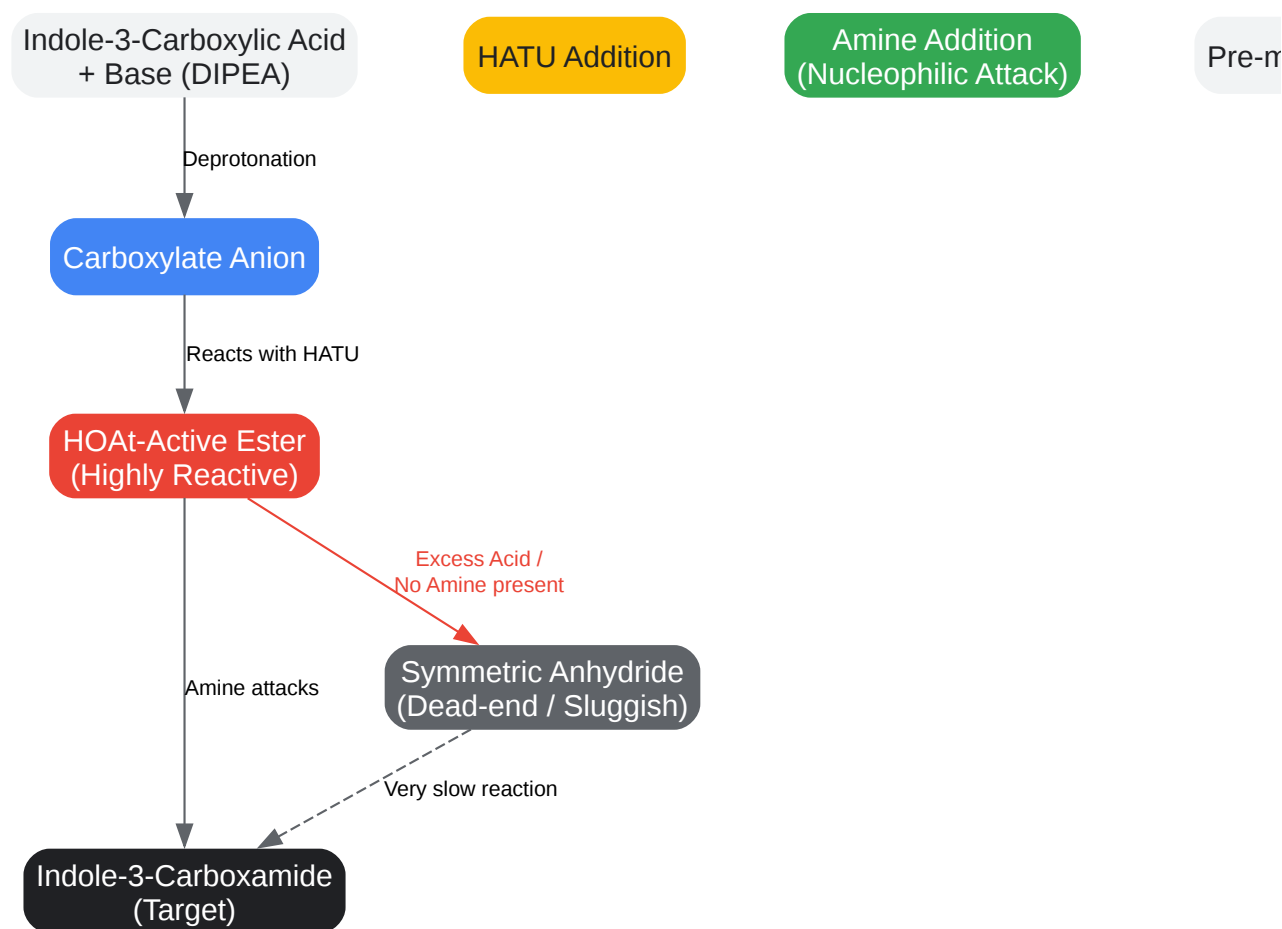 Indole-3-Carboxylic Acid
+ Base (DIPEA)
HATU Addition
Amine Addition
(Nucleophilic Attack)
Deprotonation
Carboxylate Anion
Reacts with HATU
HOAt-Active Ester
(Highly Reactive)
Excess Acid /
No Amine present
Symmetric Anhydride
(Dead-end / Sluggish)
Amine attacks
Very slow reaction
Indole-3-Carboxamide
(Target)